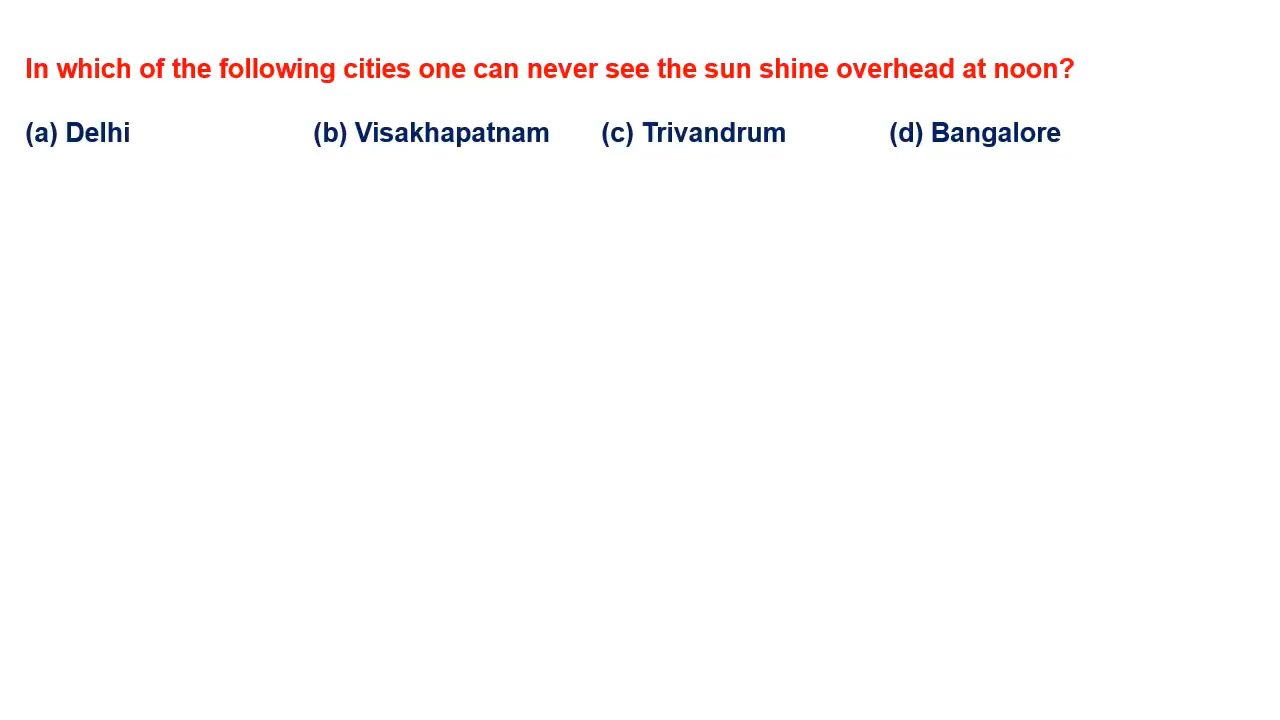 In which of the following cities one can never see the sun shine overhead at noon?
(a) Delhi (b) Visakhapatnam (c) Trivandrum (d) Bangalore